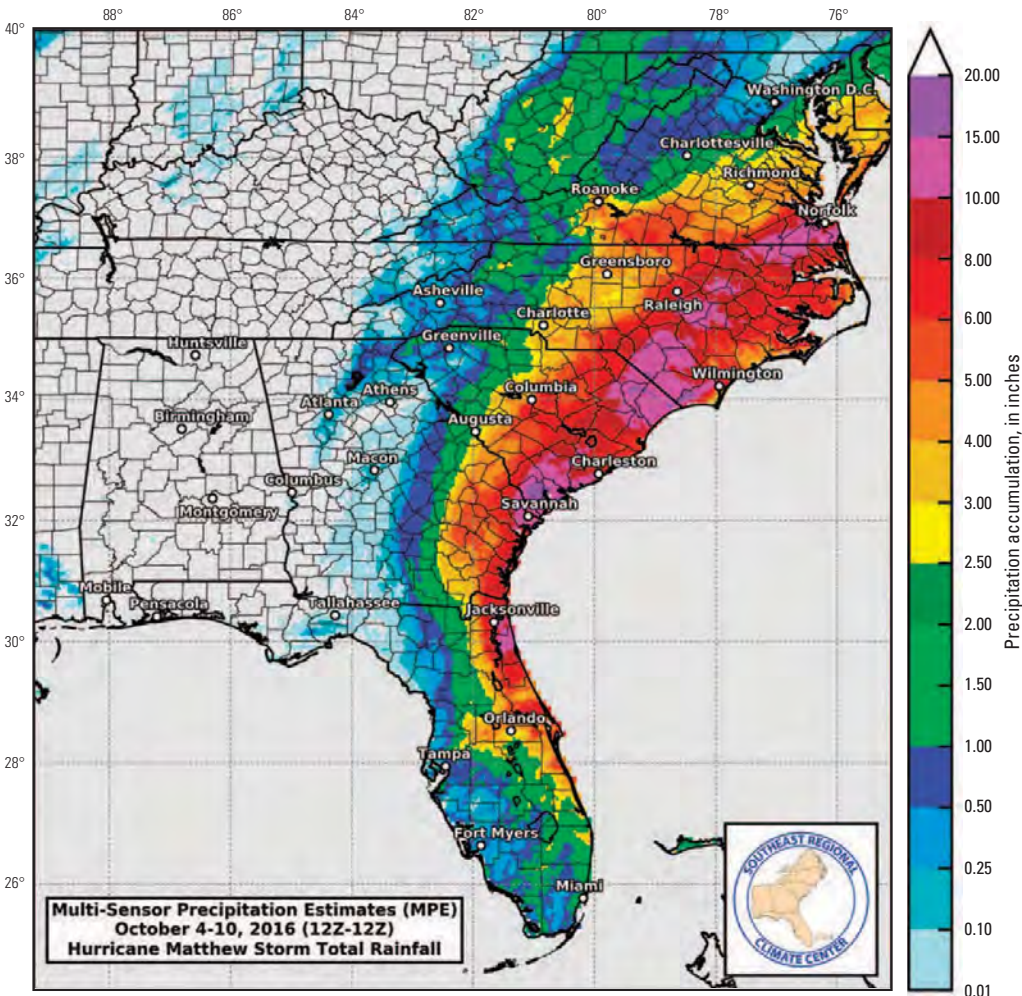 88° 86° 84° 82° 80° 78° 76°
40°
38°
36°
34°
32°
30°
28°
26°
Washington D.C.
Charlottesville
Richmond
Roanoke
Norfolk
Greensboro
Asheville
Raleigh
Charlotte
Greenville
Huntsville
Wilmington
Columbia
Athens
Atlanta
Birmingham
Augusta
Macon
Charleston
Columbus
Savannah
Montgomery
Mobile
Pensacola
Tallahassee
Jacksonville
Orlando
Tampa
Fort Myers
Miami
Multi-Sensor Precipitation Estimates (MPE)
October 4-10, 2016 (12Z-12Z)
Hurricane Matthew Storm Total Rainfall
SOUTHEAST REGIONAL
CLIMATE CENTER
20.00
15.00
10.00
8.00
6.00
5.00
4.00
3.00
2.50
2.00
1.50
1.00
0.50
0.25
0.10
0.01
Precipitation accumulation, in inches